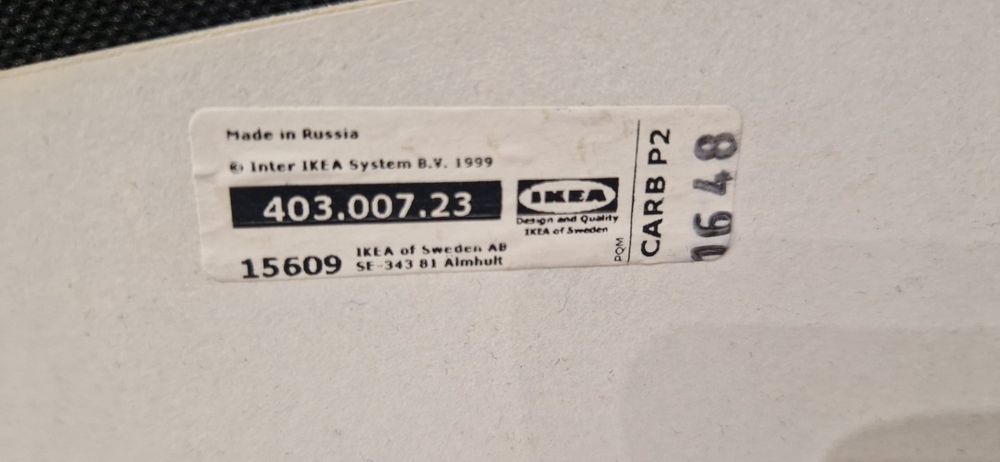 Made in Russia
© Inter IKEA System B.V. 1999
403.007.23
IKEA
Design and Quality
IKEA of Sweden
15609
IKEA of Sweden AB
SE-343 81 Älmhult
PQM
CARB P2
1648